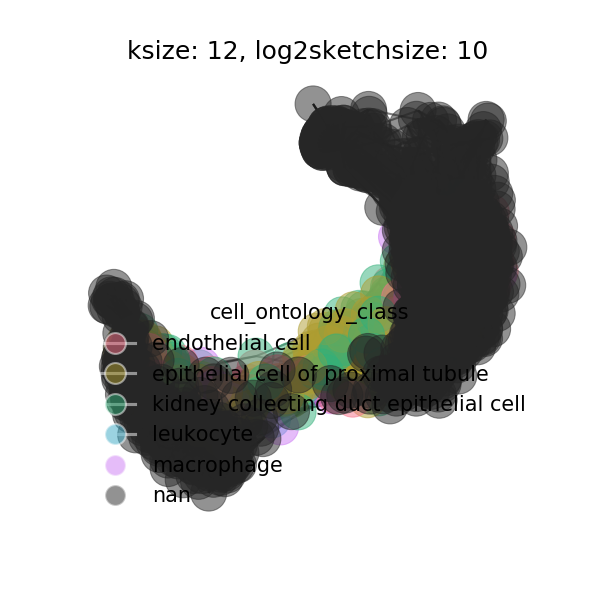 ksize: 12, log2sketchsize: 10
cell_ontology_class
endothelial cell
epithelial cell of proximal tubule
kidney collecting duct epithelial cell
leukocyte
macrophage
nan